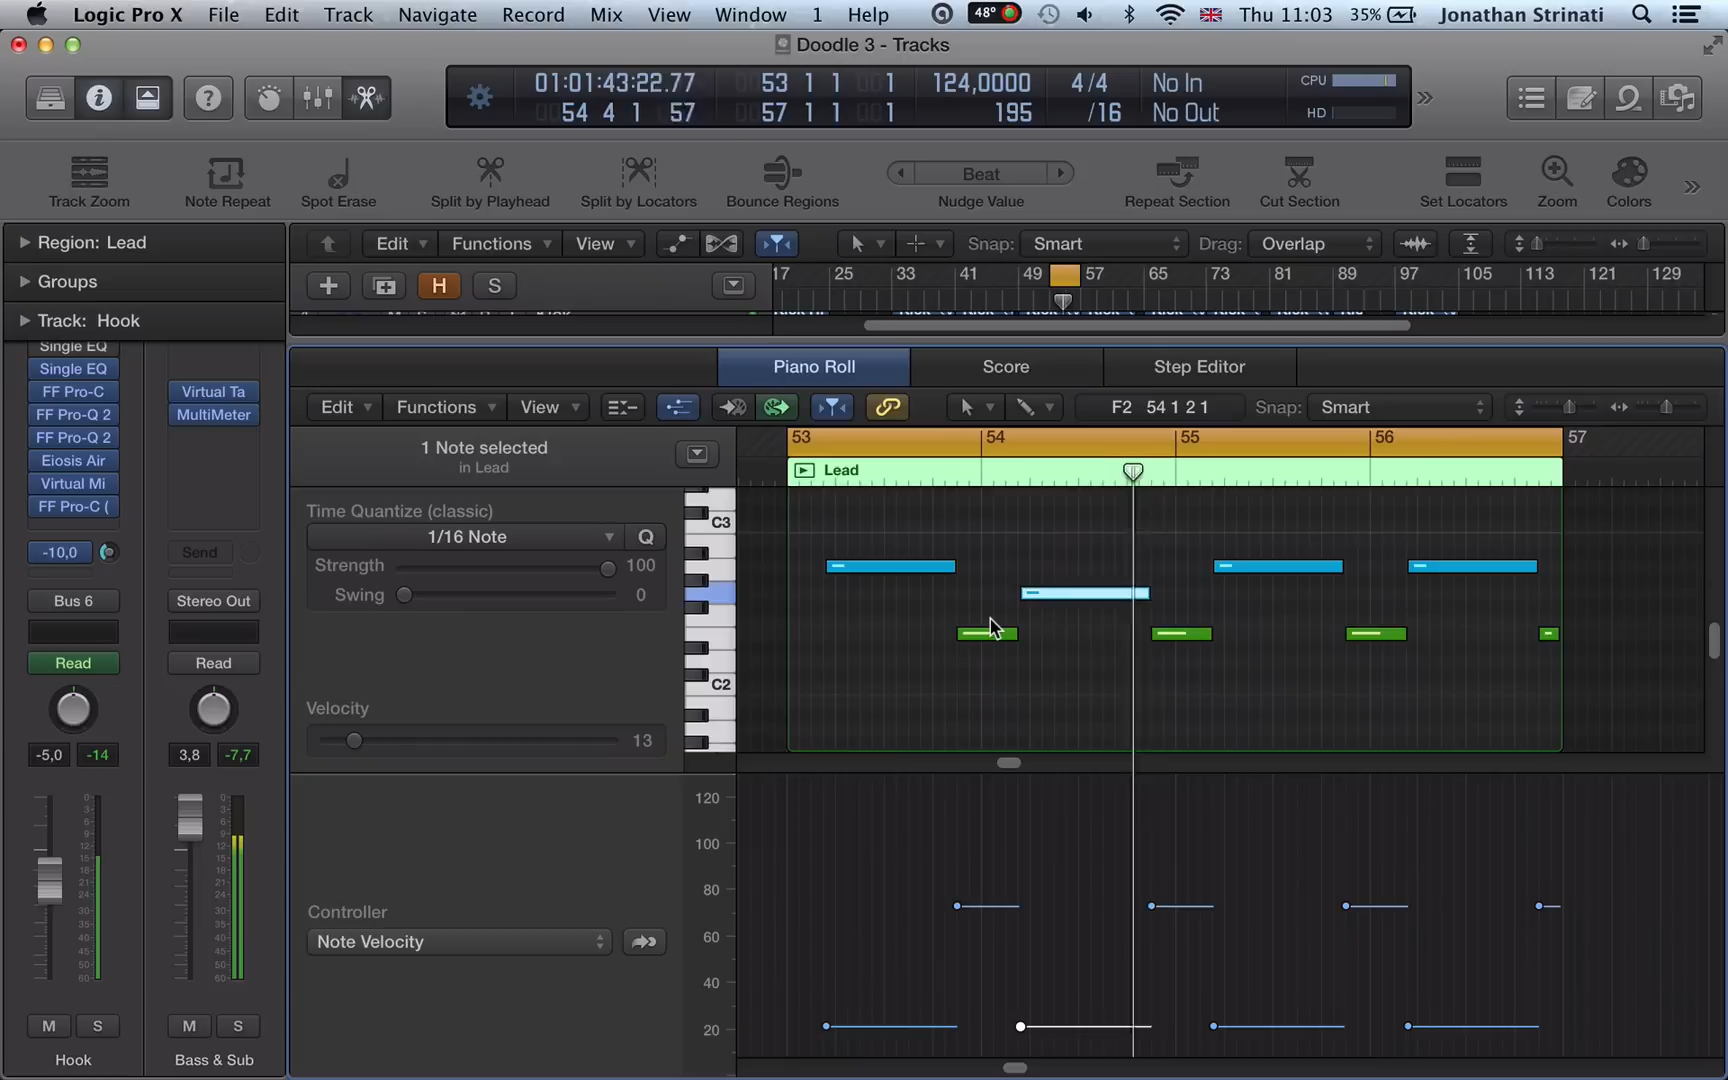 Logic Pro X File Edit Track Navigate Record Mix View Window 1 Help 48° Thu 11:03 35% Jonathan Strinati
Doodle 3 - Tracks
01:01:43:22.77 53 1 1 1 124,0000 4/4 No In CPU
54 4 1 57 57 1 1 1 195 /16 No Out HD
Beat
Track Zoom Note Repeat Spot Erase Split by Playhead Split by Locators Bounce Regions Nudge Value Repeat Section Cut Section Set Locators Zoom Colors
Region: Lead
Edit Functions View Snap: Smart Drag: Overlap
Groups
H S
17 25 33 41 49 57 65 73 81 89 97 105 113 121 129
Track: Hook
Single EQ
Single EQ
FF Pro-C
FF Pro-Q 2
FF Pro-Q 2
Eiosis Air
Virtual Mi
FF Pro-C (
Virtual Ta
MultiMeter
-10,0 Send
Bus 6 Stereo Out
Read Read
-5,0 -14 3,8 -7,7
M S M S
Hook Bass & Sub
Piano Roll Score Step Editor
Edit Functions View F2 54 1 2 1 Snap: Smart
53 54 55 56 57
1 Note selected
in Lead
Lead
Time Quantize (classic)
1/16 Note Q
Strength 100
Swing 0
Velocity
13
C3
C2
Controller
Note Velocity
120
100
80
60
40
20